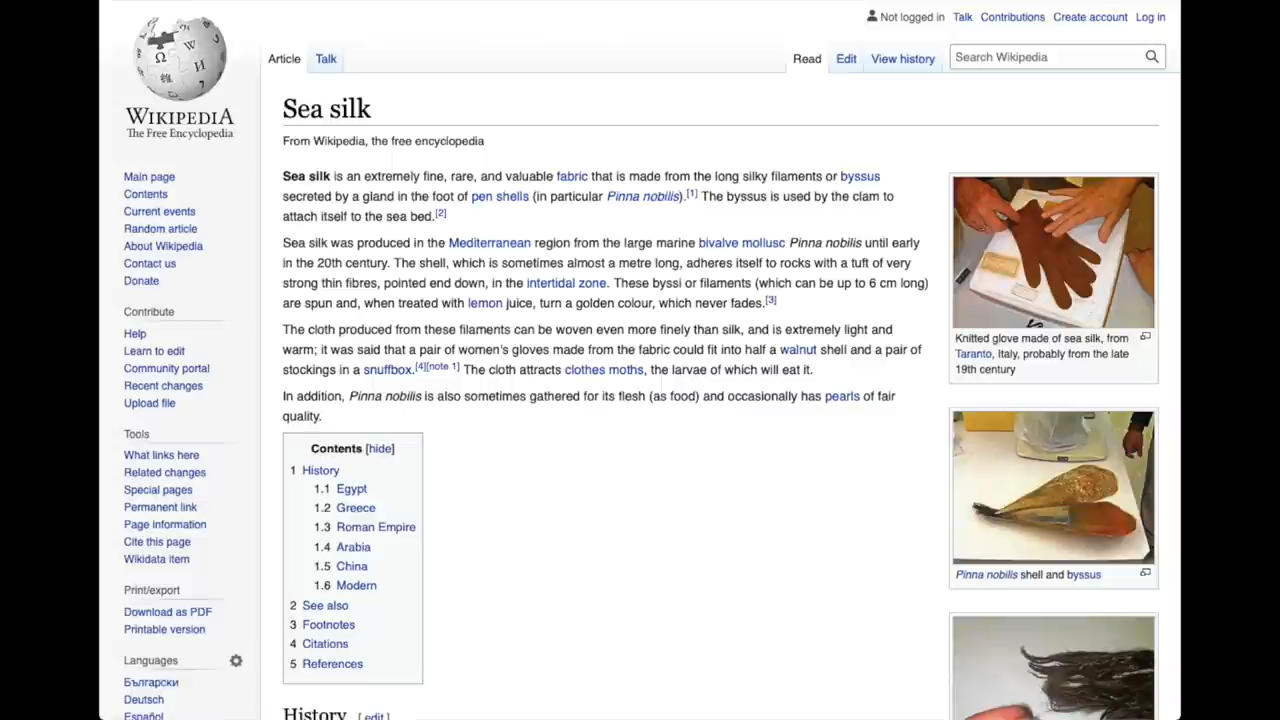 Not logged in Talk Contributions Create account Log in
Article Talk Read Edit View history Search Wikipedia
WIKIPEDIA
The Free Encyclopedia
Main page
Contents
Current events
Random article
About Wikipedia
Contact us
Donate
Contribute
Help
Learn to edit
Community portal
Recent changes
Upload file
Tools
What links here
Related changes
Special pages
Permanent link
Page information
Cite this page
Wikidata item
Print/export
Download as PDF
Printable version
Languages
Български
Deutsch
Español
Sea silk
From Wikipedia, the free encyclopedia
Sea silk is an extremely fine, rare, and valuable fabric that is made from the long silky filaments or byssus
secreted by a gland in the foot of pen shells (in particular Pinna nobilis).[1] The byssus is used by the clam to
attach itself to the sea bed.[2]
Sea silk was produced in the Mediterranean region from the large marine bivalve mollusc Pinna nobilis until early
in the 20th century. The shell, which is sometimes almost a metre long, adheres itself to rocks with a tuft of very
strong thin fibres, pointed end down, in the intertidal zone. These byssi or filaments (which can be up to 6 cm long)
are spun and, when treated with lemon juice, turn a golden colour, which never fades.[3]
The cloth produced from these filaments can be woven even more finely than silk, and is extremely light and
warm; it was said that a pair of women's gloves made from the fabric could fit into half a walnut shell and a pair of
stockings in a snuffbox.[4][note 1] The cloth attracts clothes moths, the larvae of which will eat it.
In addition, Pinna nobilis is also sometimes gathered for its flesh (as food) and occasionally has pearls of fair
quality.
Contents [hide]
1 History
1.1 Egypt
1.2 Greece
1.3 Roman Empire
1.4 Arabia
1.5 China
1.6 Modern
2 See also
3 Footnotes
4 Citations
5 References
History [ edit ]
Knitted glove made of sea silk, from
Taranto, Italy, probably from the late
19th century
Pinna nobilis shell and byssus